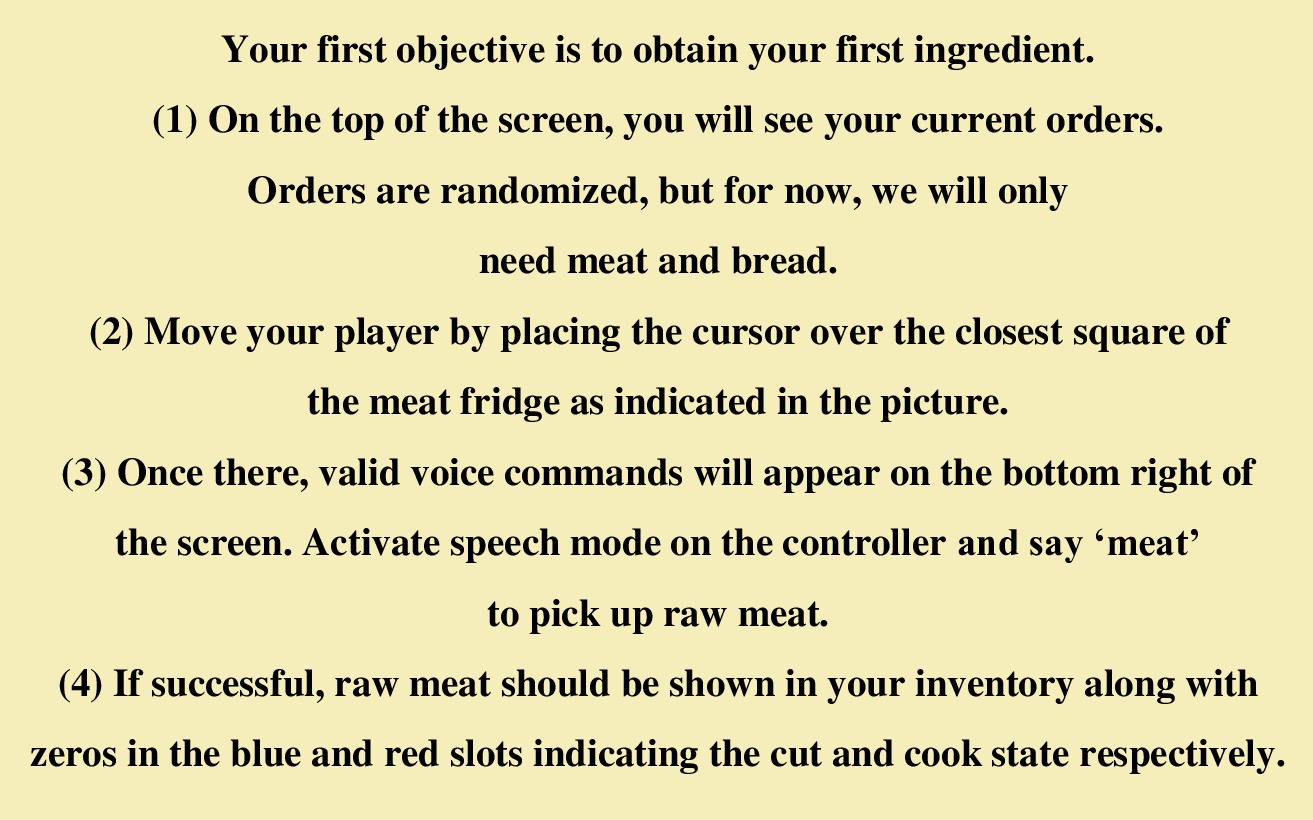 Your first objective is to obtain your first ingredient.
(1) On the top of the screen, you will see your current orders.
Orders are randomized, but for now, we will only
need meat and bread.
(2) Move your player by placing the cursor over the closest square of
the meat fridge as indicated in the picture.
(3) Once there, valid voice commands will appear on the bottom right of
the screen. Activate speech mode on the controller and say ‘meat’
to pick up raw meat.
(4) If successful, raw meat should be shown in your inventory along with
zeros in the blue and red slots indicating the cut and cook state respectively.